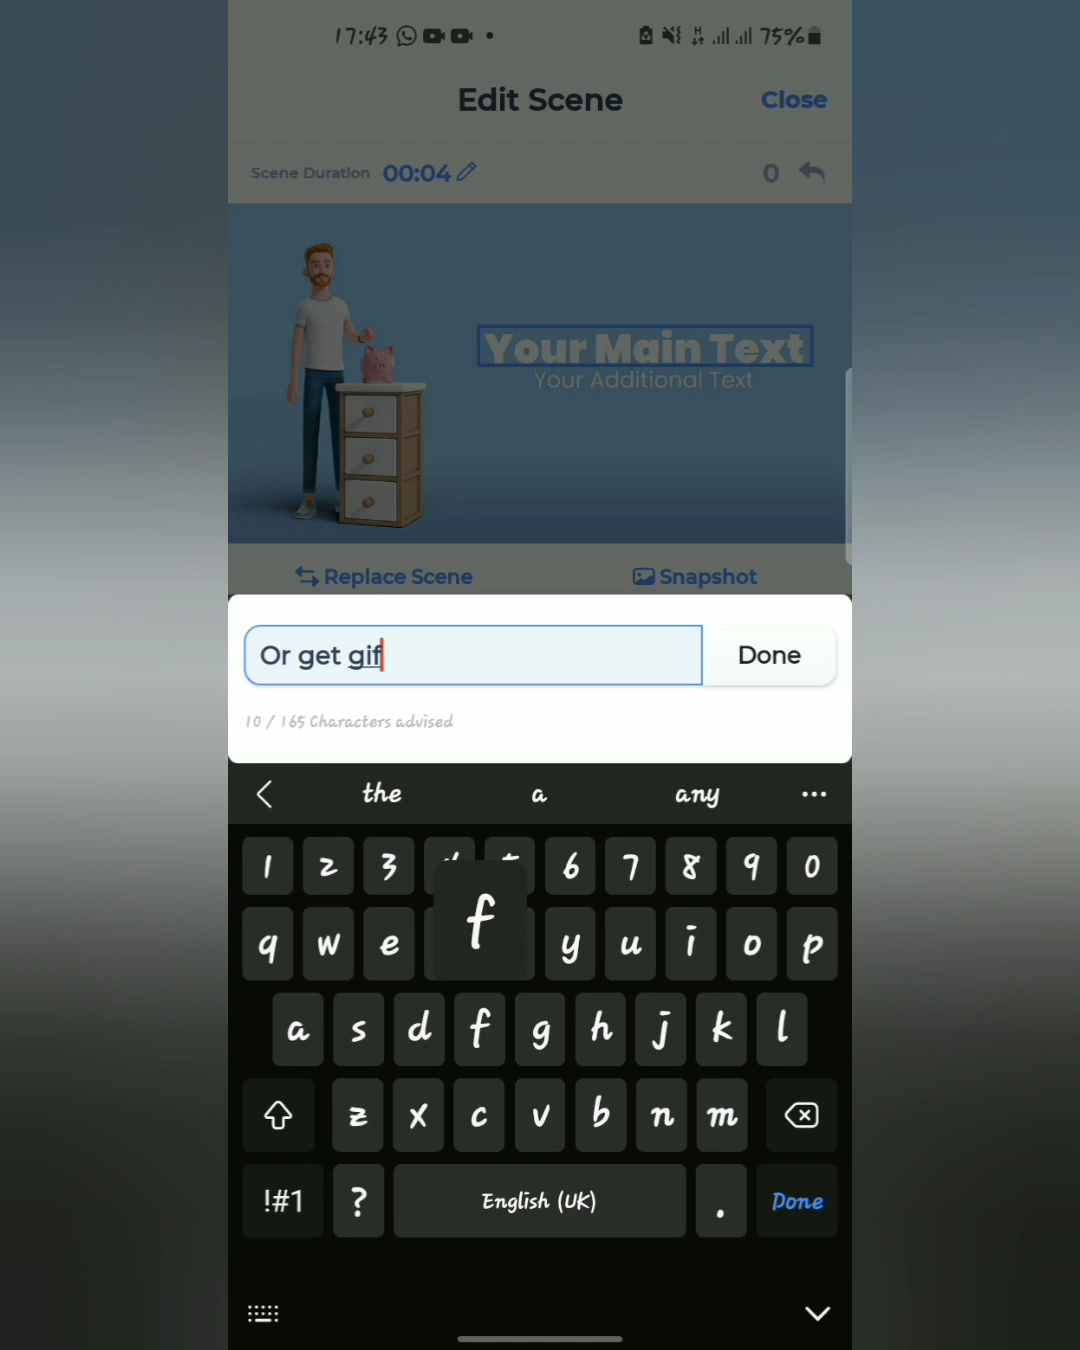 17:43 75%
Edit Scene Close
Scene Duration 00:04 0
Your Main Text
Your Additional Text
Replace Scene Snapshot
Or get gif Done
10 / 165 Characters advised
the a any
1 2 3 6 7 8 9 0
q w e f y u i o p
a s d f g h j k l
z x c v b n m
!#1 ? English (UK) . Done